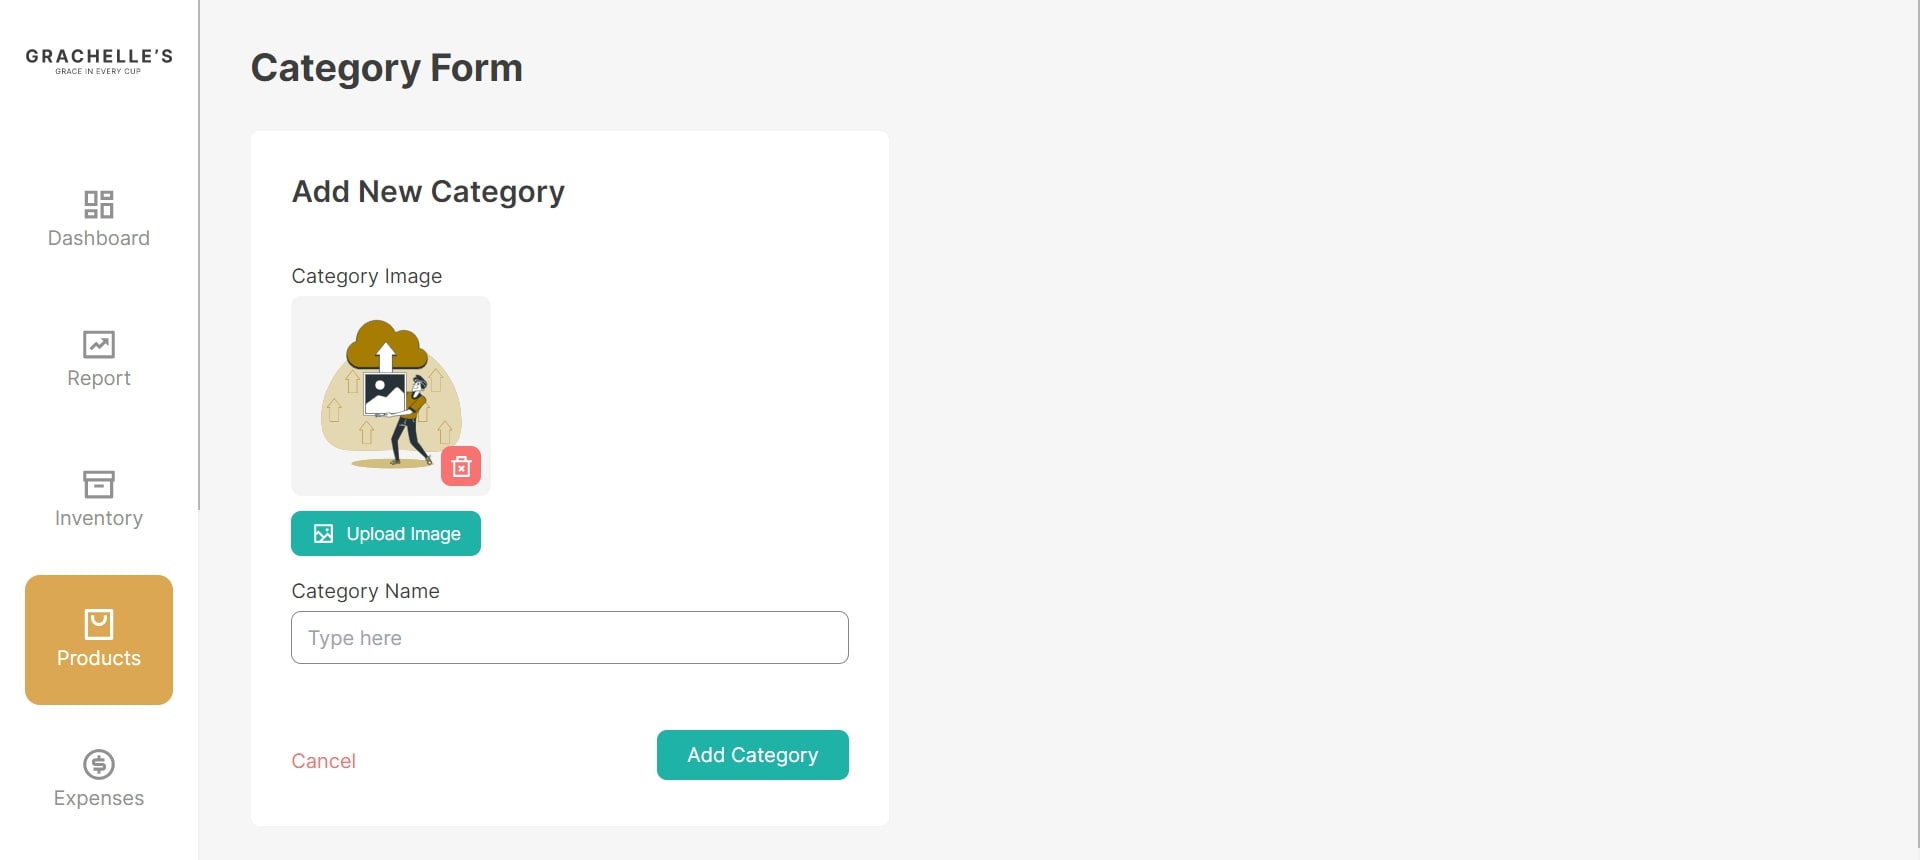 GRACHELLE'S
GRACE IN EVERY CUP
Dashboard
Report
Inventory
Products
Expenses
Category Form
Add New Category
Category Image
Upload Image
Category Name
Type here
Cancel
Add Category